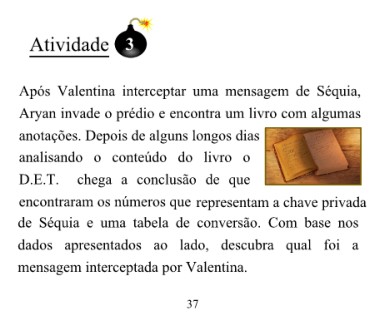 Atividade 3
Após Valentina interceptar uma mensagem de Séquia,
Aryan invade o prédio e encontra um livro com algumas
anotações. Depois de alguns longos dias
analisando o conteúdo do livro o
D.E.T. chega a conclusão de que
encontraram os números que representam a chave privada
de Séquia e uma tabela de conversão. Com base nos
dados apresentados ao lado, descubra qual foi a
mensagem interceptada por Valentina.
37